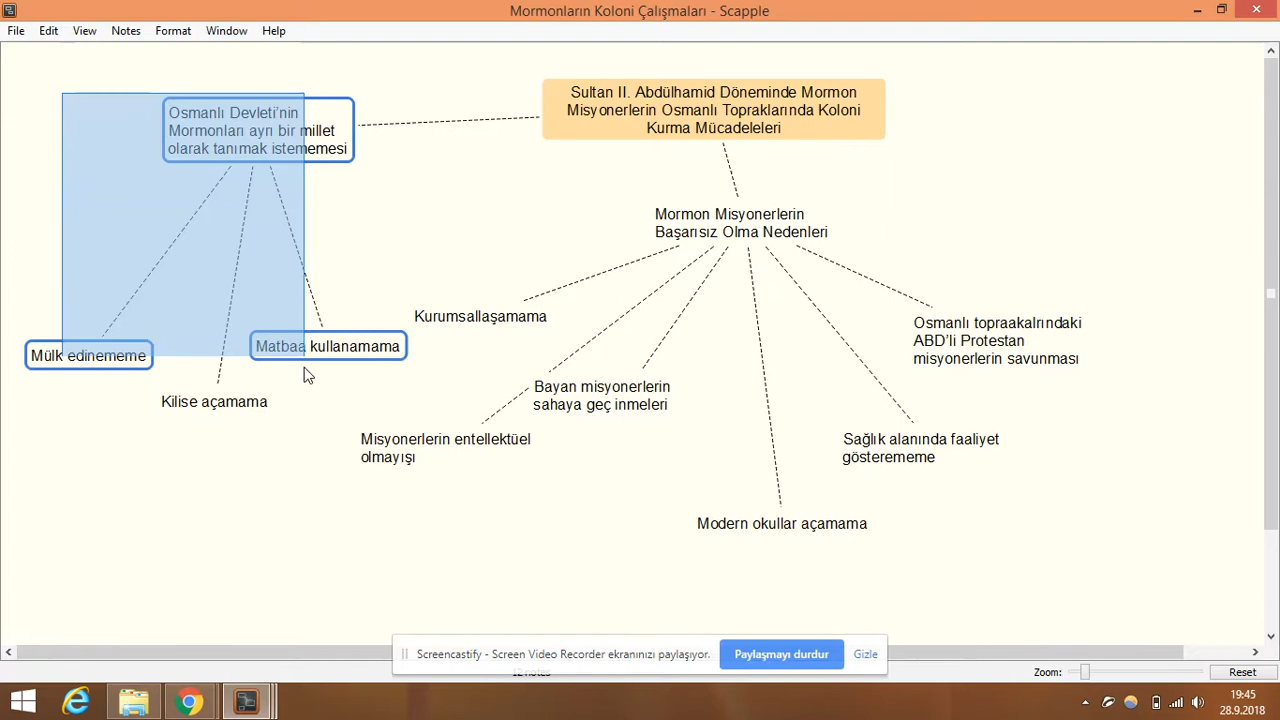 Mormonların Koloni Çalışmaları - Scapple
File Edit View Notes Format Window Help
Sultan II. Abdülhamid Döneminde Mormon
Misyonerlerin Osmanlı Topraklarında Koloni
Kurma Mücadeleleri
Osmanlı Devleti'nin
Mormonları ayrı bir millet
olarak tanımak istememesi
Mormon Misyonerlerin
Başarısız Olma Nedenleri
Kurumsallaşamama
Osmanlı topraakalrındaki
ABD'li Protestan
misyonerlerin savunması
Mülk edinememe
Matbaa kullanamama
Kilise açamama
Bayan misyonerlerin
sahaya geç inmeleri
Misyonerlerin entellektüel
olmayışı
Sağlık alanında faaliyet
gösterememe
Modern okullar açamama
Screencastify - Screen Video Recorder ekranınızı paylaşıyor.
Paylaşmayı durdur
Gizle
12 notes
Zoom:
Reset
19:45
28.9.2018